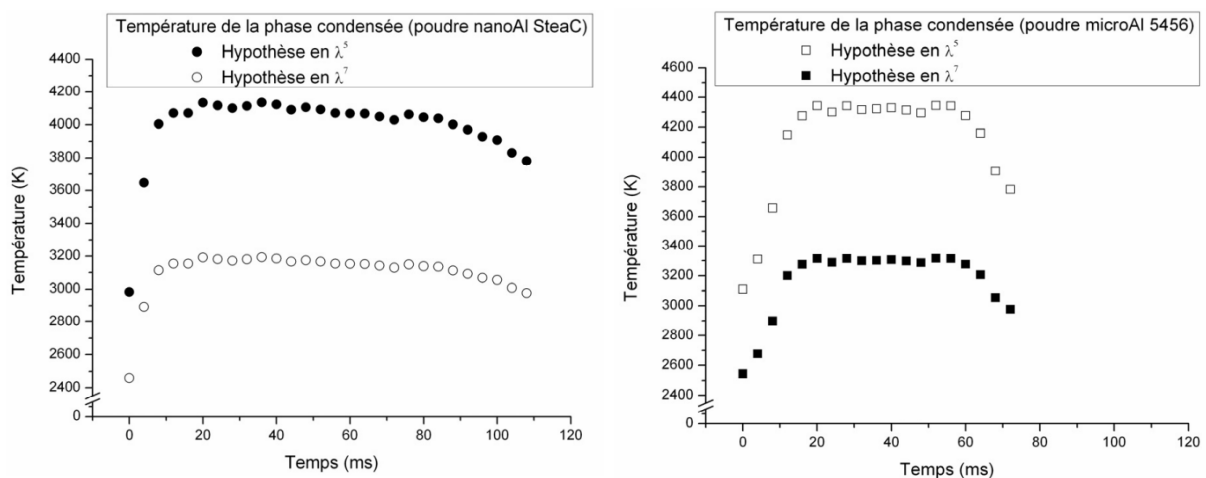 Température de la phase condensée (poudre nanoAl SteaC)
Hypothèse en λ⁵
Hypothèse en λ⁷
4400
4200
4000
3800
3600
3400
3200
3000
2800
2600
2400
0
Température (K)
0 20 40 60 80 100 120
Temps (ms)
Température de la phase condensée (poudre microAl 5456)
Hypothèse en λ⁵
Hypothèse en λ⁷
4600
4400
4200
4000
3800
3600
3400
3200
3000
2800
2600
2400
0
Température (K)
0 20 40 60 80 100 120
Temps (ms)